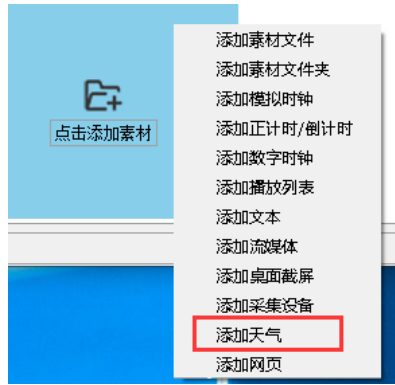 点击添加素材
添加素材文件
添加素材文件夹
添加模拟时钟
添加正计时/倒计时
添加数字时钟
添加播放列表
添加文本
添加流媒体
添加桌面截屏
添加采集设备
添加天气
添加网页